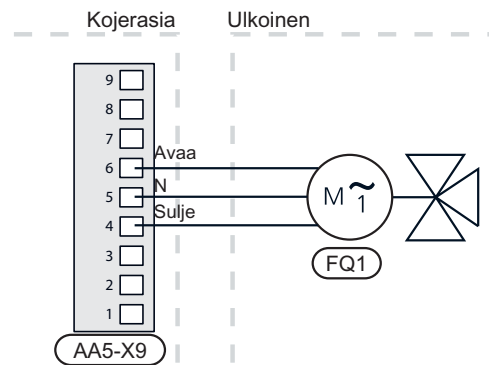 Kojerasia
Ulkoinen
9
8
7
6 Avaa
5 N
4 Sulje
3
2
1
M ~ 1
FQ1
AA5-X9